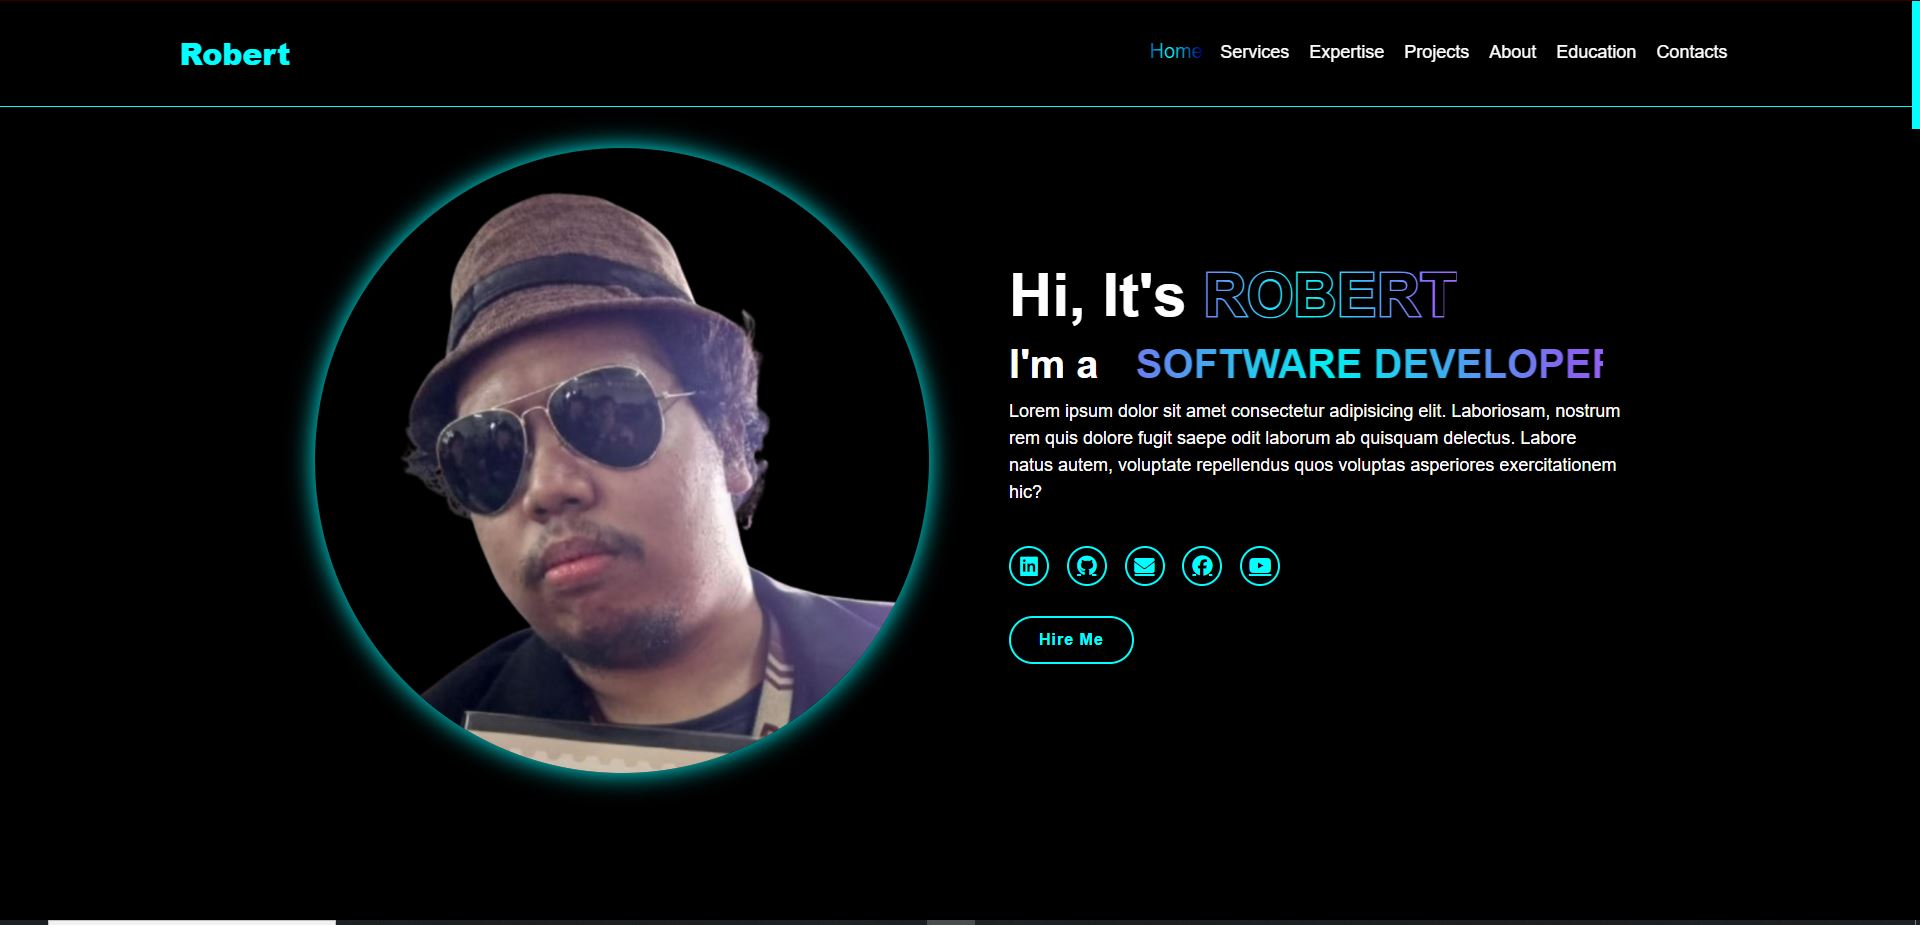 Robert
Home Services Expertise Projects About Education Contacts
Hi, It's ROBERT
I'm a SOFTWARE DEVELOPER
Lorem ipsum dolor sit amet consectetur adipisicing elit. Laboriosam, nostrum
rem quis dolore fugit saepe odit laborum ab quisquam delectus. Labore
natus autem, voluptate repellendus quos voluptas asperiores exercitationem
hic?
in
Hire Me